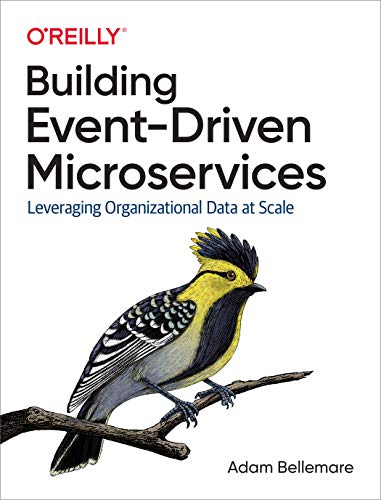 O'REILLY®
Building
Event-Driven
Microservices
Leveraging Organizational Data at Scale
Adam Bellemare